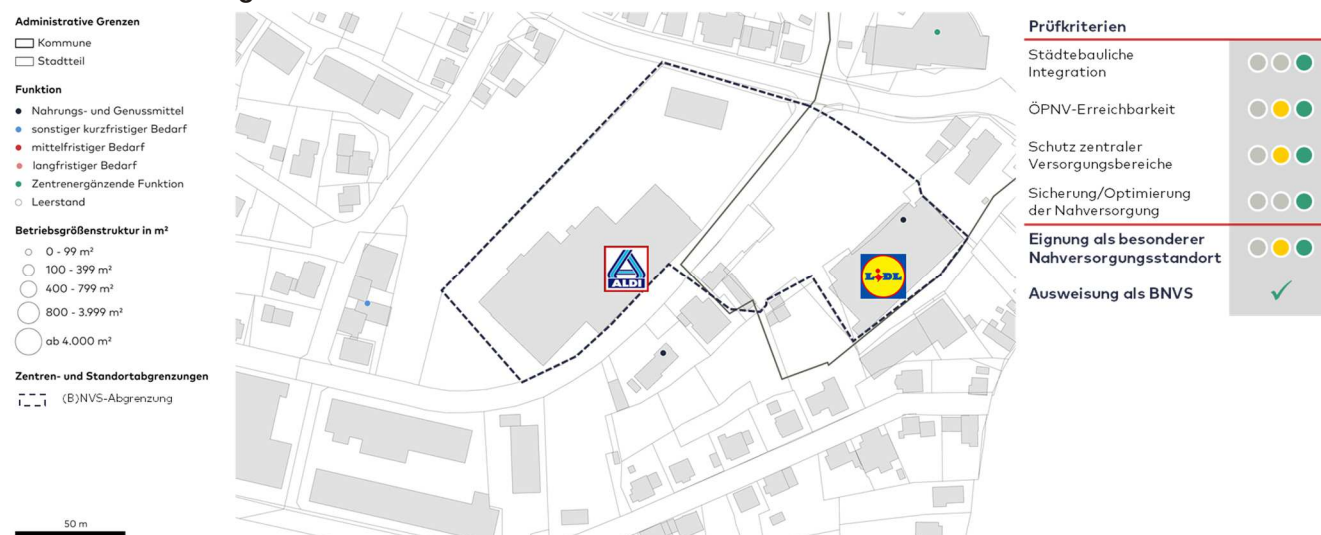 Administrative Grenzen
Kommune
Stadtteil
Funktion
Nahrungs- und Genussmittel
sonstiger kurzfristiger Bedarf
mittelfristiger Bedarf
langfristiger Bedarf
Zentrenergänzende Funktion
Leerstand
Betriebsgrößenstruktur in m²
0 - 99 m²
100 - 399 m²
400 - 799 m²
800 - 3.999 m²
ab 4.000 m²
Zentren- und Standortabgrenzungen
(B)NVS-Abgrenzung
50 m
ALDI
LIDL
Prüfkriterien
Städtebauliche
Integration
ÖPNV-Erreichbarkeit
Schutz zentraler
Versorgungsbereiche
Sicherung/Optimierung
der Nahversorgung
Eignung als besonderer
Nahversorgungsstandort
Ausweisung als BNVS